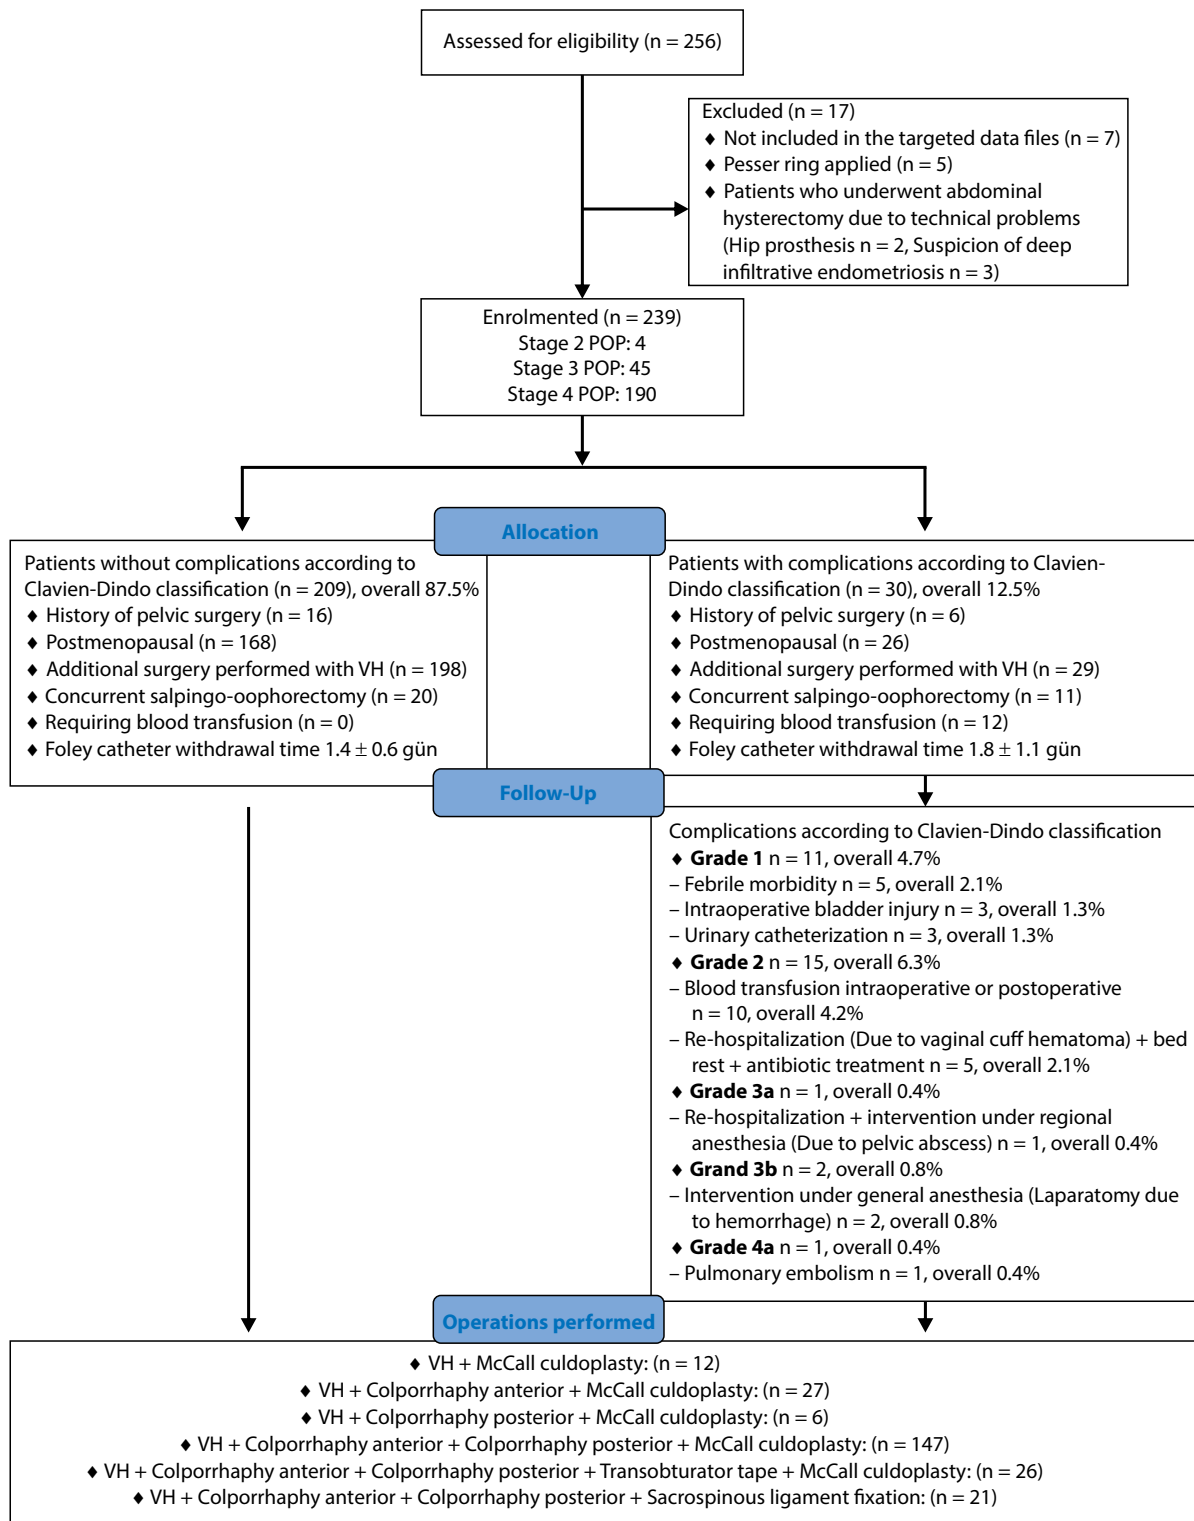 Assessed for eligibility (n = 256)
Excluded (n = 17)
♦ Not included in the targeted data files (n = 7)
♦ Pesser ring applied (n = 5)
♦ Patients who underwent abdominal
hysterectomy due to technical problems
(Hip prosthesis n = 2, Suspicion of deep
infiltrative endometriosis n = 3)
Enrolmented (n = 239)
Stage 2 POP: 4
Stage 3 POP: 45
Stage 4 POP: 190
Allocation
Patients without complications according to
Clavien-Dindo classification (n = 209), overall 87.5%
♦ History of pelvic surgery (n = 16)
♦ Postmenopausal (n = 168)
♦ Additional surgery performed with VH (n = 198)
♦ Concurrent salpingo-oophorectomy (n = 20)
♦ Requiring blood transfusion (n = 0)
♦ Foley catheter withdrawal time 1.4 ± 0.6 gün
Patients with complications according to Clavien-
Dindo classification (n = 30), overall 12.5%
♦ History of pelvic surgery (n = 6)
♦ Postmenopausal (n = 26)
♦ Additional surgery performed with VH (n = 29)
♦ Concurrent salpingo-oophorectomy (n = 11)
♦ Requiring blood transfusion (n = 12)
♦ Foley catheter withdrawal time 1.8 ± 1.1 gün
Follow-Up
Complications according to Clavien-Dindo classification
♦ Grade 1 n = 11, overall 4.7%
– Febrile morbidity n = 5, overall 2.1%
– Intraoperative bladder injury n = 3, overall 1.3%
– Urinary catheterization n = 3, overall 1.3%
♦ Grade 2 n = 15, overall 6.3%
– Blood transfusion intraoperative or postoperative
n = 10, overall 4.2%
– Re-hospitalization (Due to vaginal cuff hematoma) + bed
rest + antibiotic treatment n = 5, overall 2.1%
♦ Grade 3a n = 1, overall 0.4%
– Re-hospitalization + intervention under regional
anesthesia (Due to pelvic abscess) n = 1, overall 0.4%
♦ Grand 3b n = 2, overall 0.8%
– Intervention under general anesthesia (Laparatomy due
to hemorrhage) n = 2, overall 0.8%
♦ Grade 4a n = 1, overall 0.4%
– Pulmonary embolism n = 1, overall 0.4%
Operations performed
♦ VH + McCall culdoplasty: (n = 12)
♦ VH + Colporrhaphy anterior + McCall culdoplasty: (n = 27)
♦ VH + Colporrhaphy posterior + McCall culdoplasty: (n = 6)
♦ VH + Colporrhaphy anterior + Colporrhaphy posterior + McCall culdoplasty: (n = 147)
♦ VH + Colporrhaphy anterior + Colporrhaphy posterior + Transobturator tape + McCall culdoplasty: (n = 26)
♦ VH + Colporrhaphy anterior + Colporrhaphy posterior + Sacrospinous ligament fixation: (n = 21)